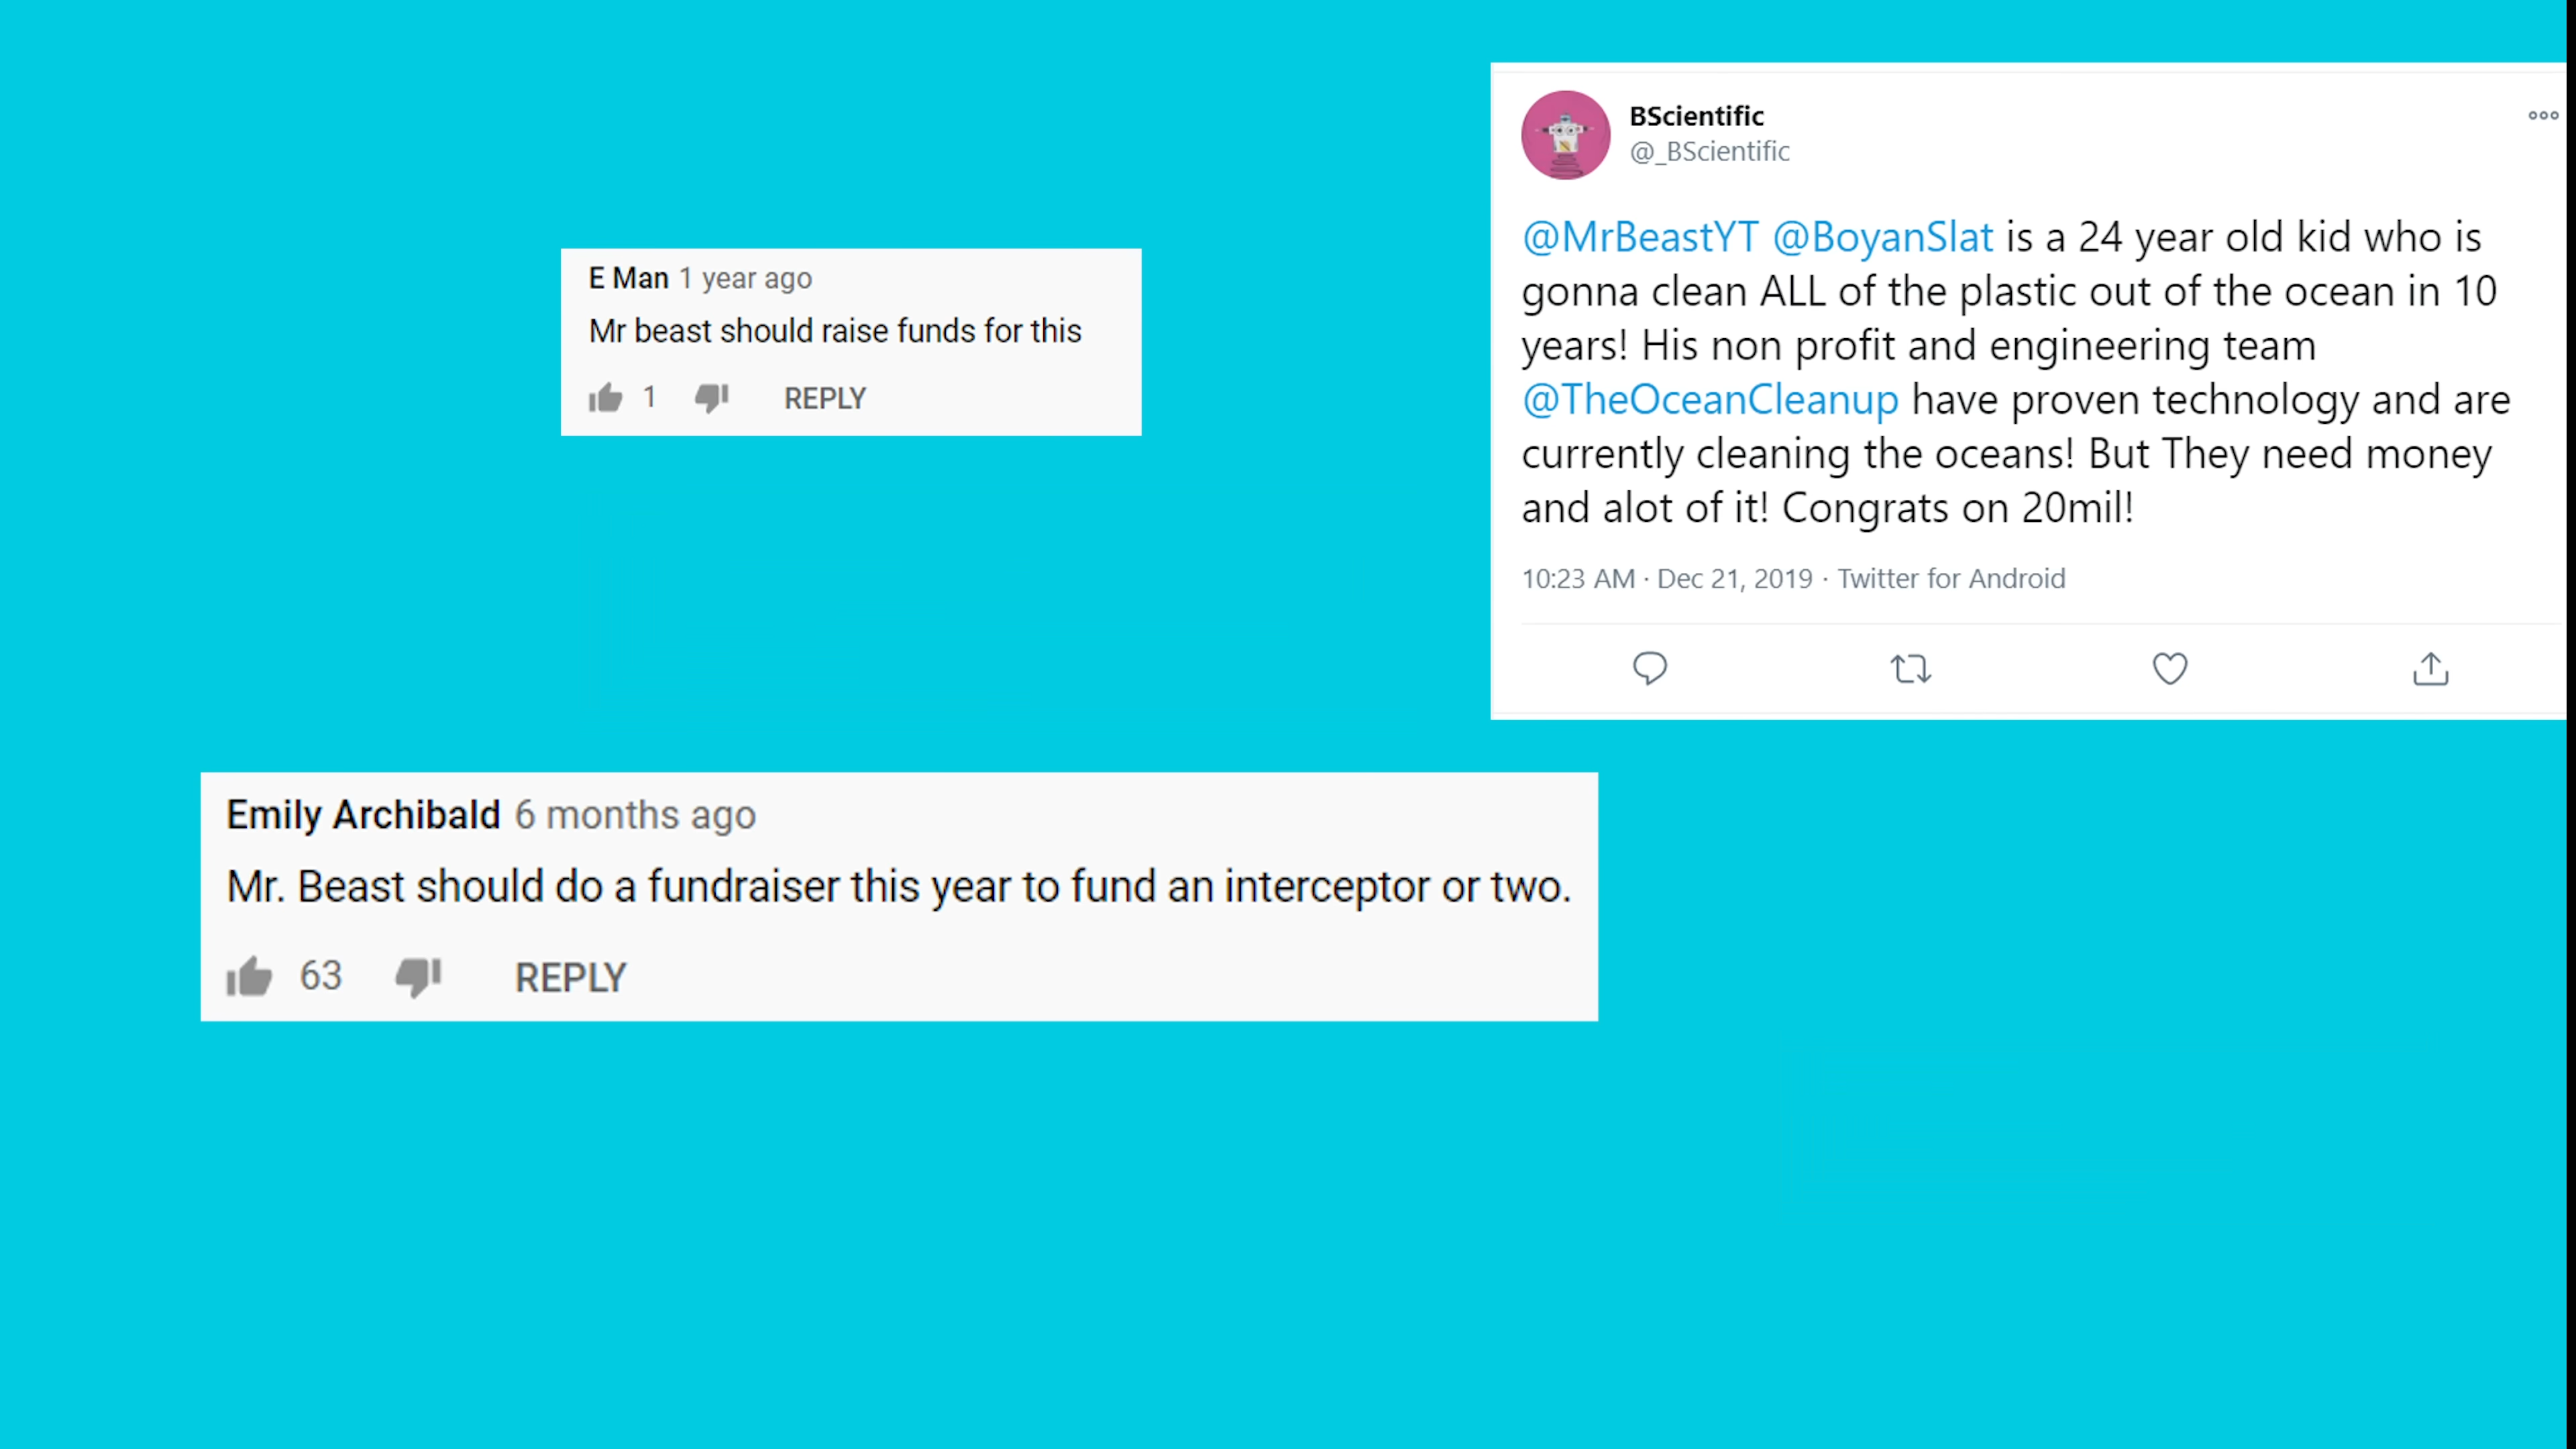 E Man 1 year ago
Mr beast should raise funds for this
1 REPLY
BScientific
@_BScientific
@MrBeastYT @BoyanSlat is a 24 year old kid who is
gonna clean ALL of the plastic out of the ocean in 10
years! His non profit and engineering team
@TheOceanCleanup have proven technology and are
currently cleaning the oceans! But They need money
and alot of it! Congrats on 20mil!
10:23 AM · Dec 21, 2019 · Twitter for Android
Emily Archibald 6 months ago
Mr. Beast should do a fundraiser this year to fund an interceptor or two.
63 REPLY